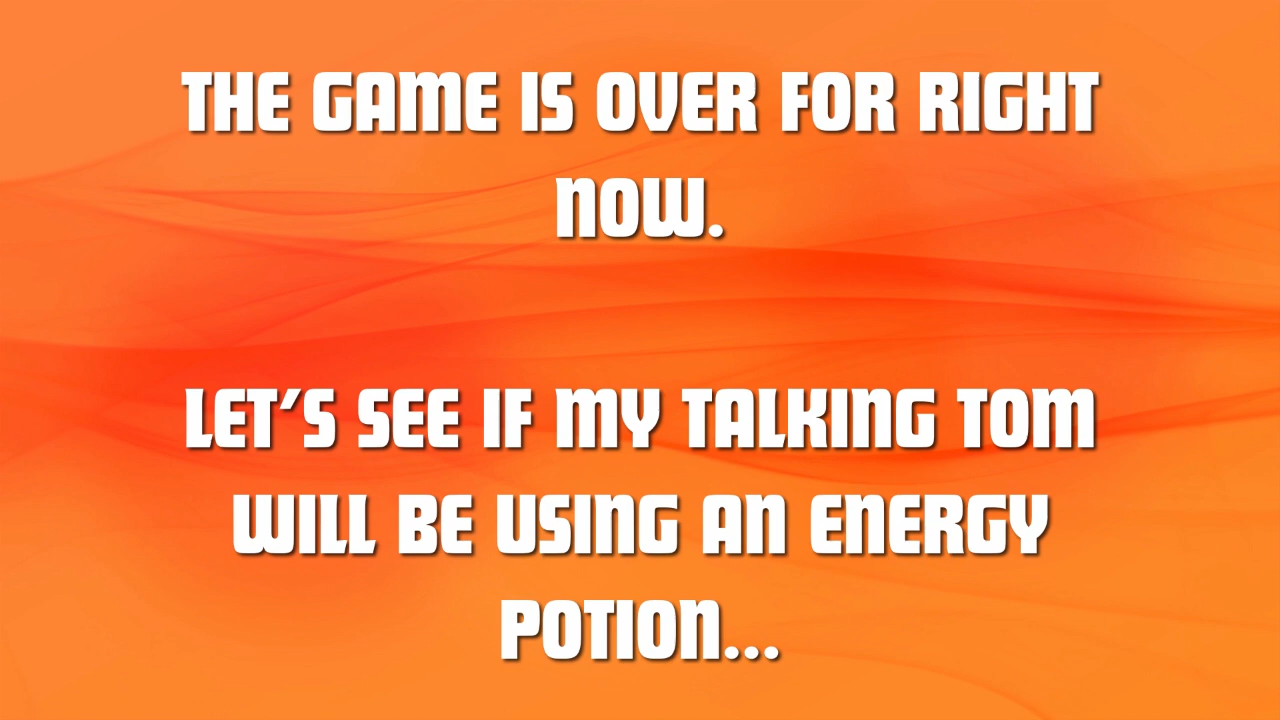 THE GAME IS OVER FOR RIGHT
NOW.
LET'S SEE IF MY TALKING TOM
WILL BE USING AN ENERGY
POTION...